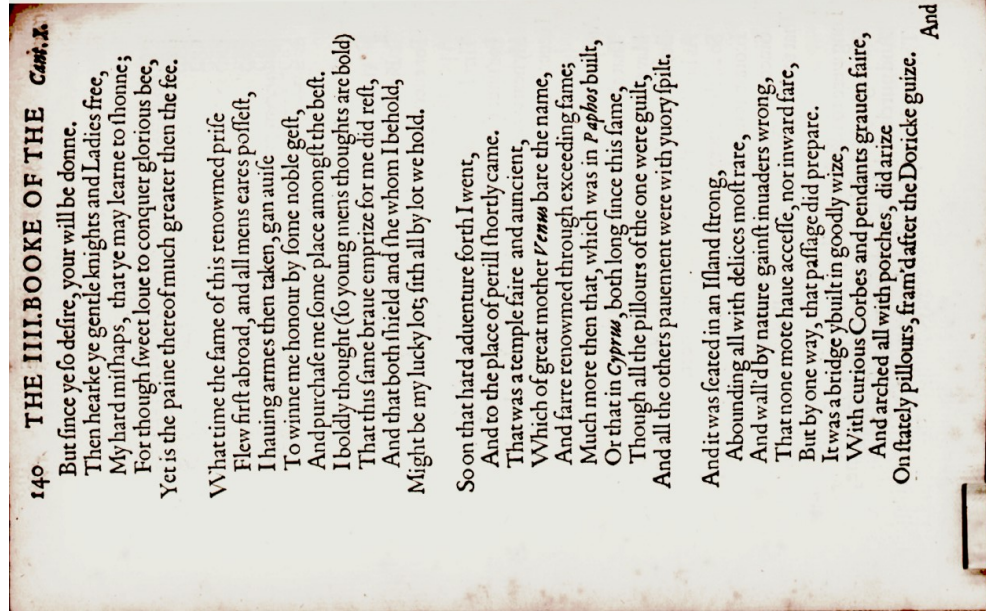 140 THE IIII.BOOKE OF THE Cant.X.
But ſince ye ſo deſire, your will be donne.
Then hearke ye gentle knights and Ladies free,
My hard miſhaps, that ye may learne to ſhonne;
For though ſweet loue to conquer glorious bee,
Yet is the paine thereof much greater then the fee.
What time the fame of this renowmed priſe
Flew firſt abroad, and all mens eares poſſeſt,
I hauing armes then taken, gan auiſe
To winne me honour by ſome noble geſt,
And purchaſe me ſome place amongſt the beſt.
I boldly thought (ſo young mens thoughts are bold)
That this ſame braue emprize for me did reſt,
And that both ſhield and ſhe whom I behold,
Might be my lucky lot; ſith all by lot we hold.
So on that hard aduenture forth I went,
And to the place of perill ſhortly came.
That was a temple faire and auncient,
Which of great mother Venus bare the name,
And farre renowmed through exceeding fame;
Much more then that, which was in Paphos built,
Or that in Cyprus, both long ſince this ſame,
Though all the pillours of the one were guilt,
And all the others pauement were with yuory ſpilt.
And it was ſeated in an Iſland ſtrong,
Abounding all with delices moſt rare,
And wall'd by nature gainſt inuaders wrong,
That none mote haue acceſſe, nor inward fare,
But by one way, that paſſage did prepare.
It was a bridge ybuilt in goodly wize,
With curious Corbes and pendants grauen faire,
And arched all with porches, did arize
On ſtately pillours, fram'd after the Doricke guize.
And